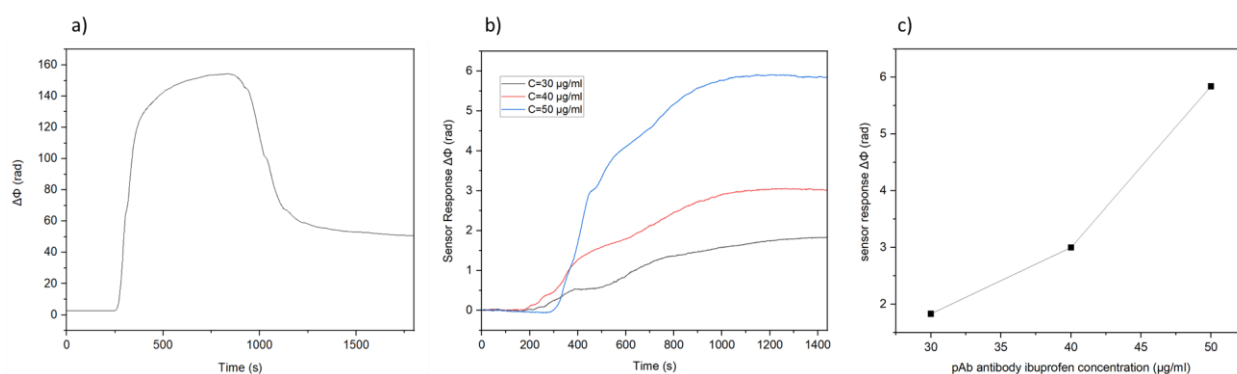 a)
160
140
120
100
80
60
40
20
0
ΔΦ (rad)
0 500 1000 1500
Time (s)
b)
6
5
4
3
2
1
0
Sensor Response ΔΦ (rad)
C=30 µg/ml
C=40 µg/ml
C=50 µg/ml
0 200 400 600 800 1000 1200 1400
Time (s)
c)
6
5
4
3
2
sensor response ΔΦ (rad)
30 35 40 45 50
pAb antibody ibuprofen concentration (µg/ml)